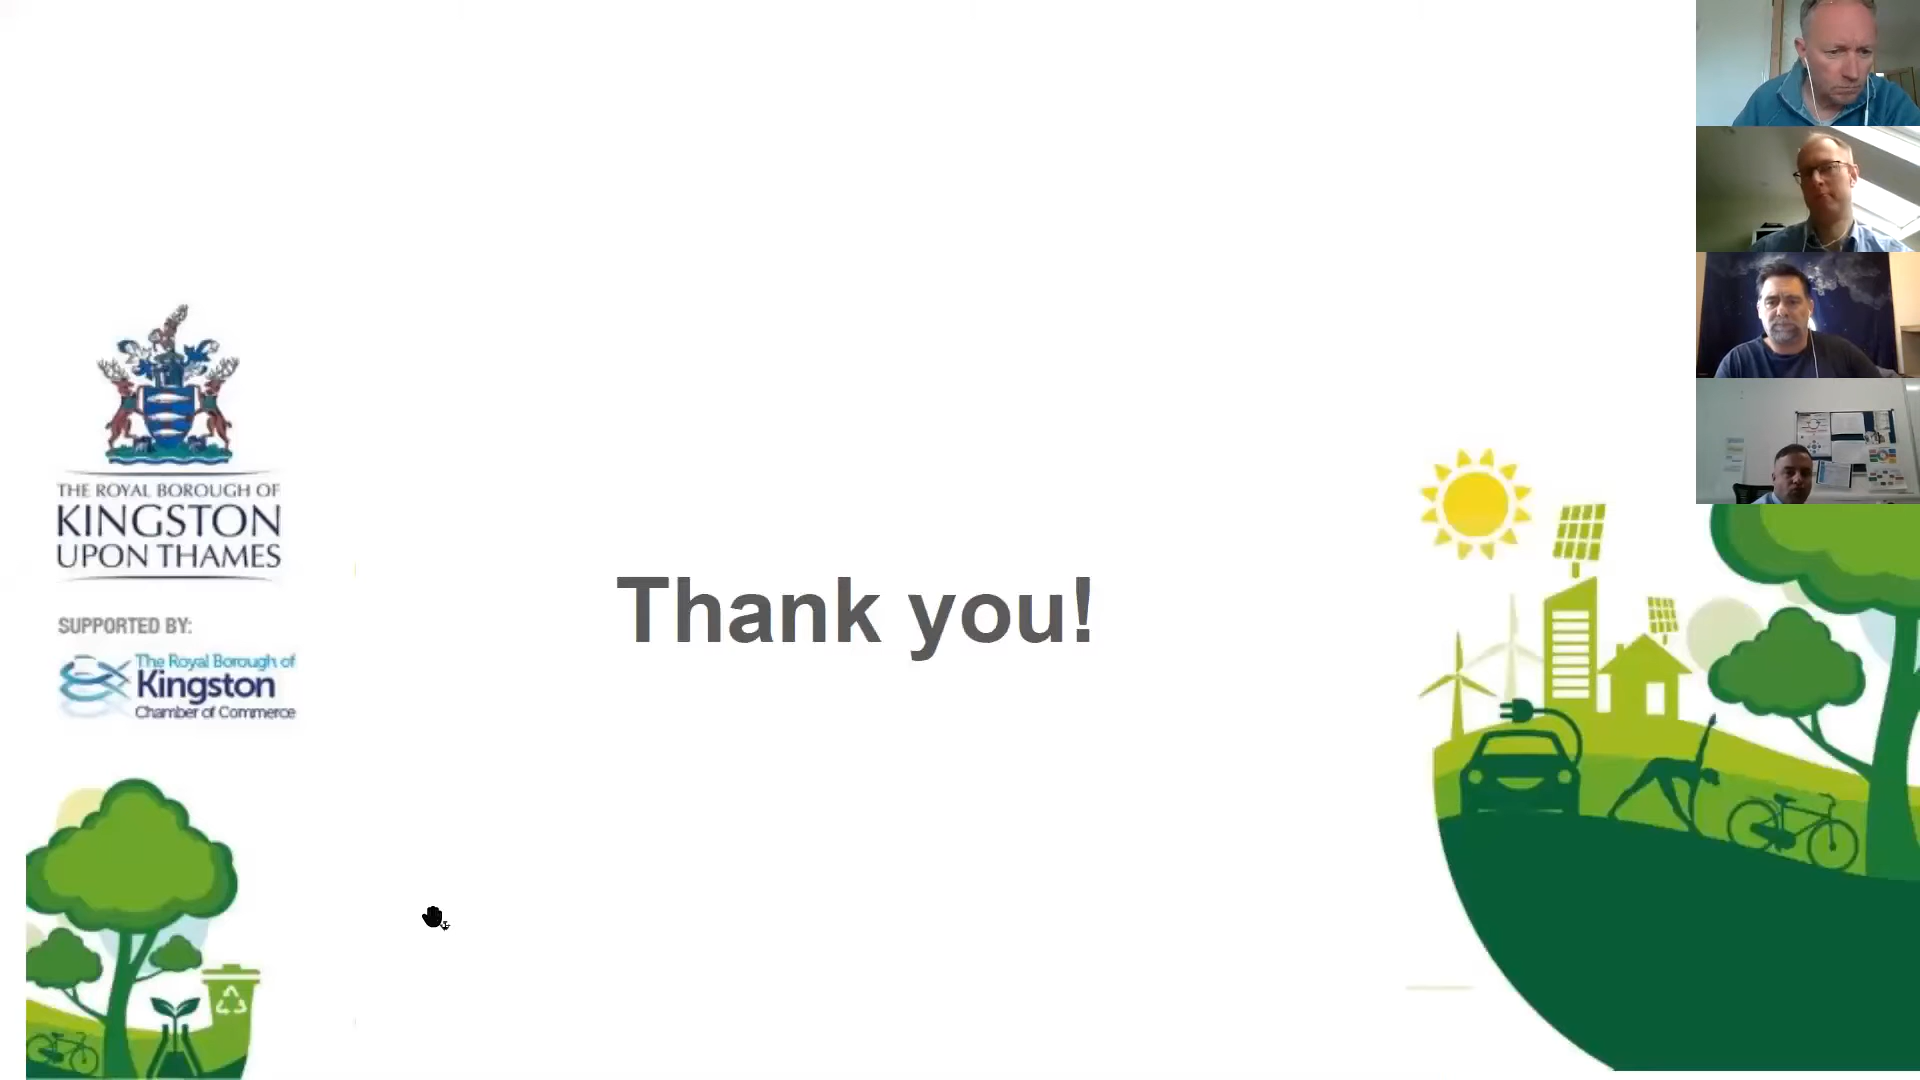 THE ROYAL BOROUGH OF
KINGSTON
UPON THAMES
SUPPORTED BY:
The Royal Borough of
Kingston
Chamber of Commerce
Thank you!